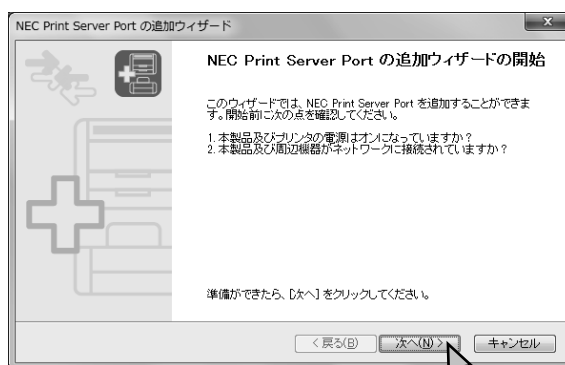 NEC Print Server Port の追加ウィザード
NEC Print Server Port の追加ウィザードの開始
このウィザードでは、NEC Print Server Port を追加することができま
す。開始前に次の点を確認してください。
1. 本製品及びプリンタの電源はオンになっていますか？
2. 本製品及び周辺機器がネットワークに接続されていますか？
準備ができたら、[次へ] をクリックしてください。
< 戻る(B)
次へ(N) >
キャンセル